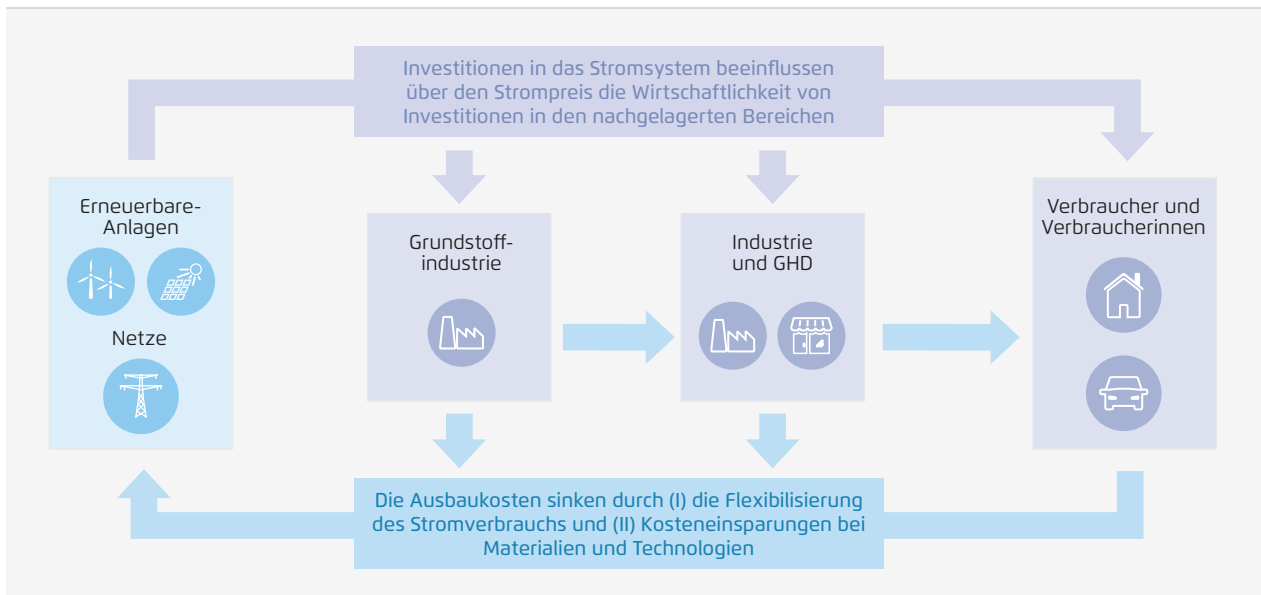 Investitionen in das Stromsystem beeinflussen
über den Strompreis die Wirtschaftlichkeit von
Investitionen in den nachgelagerten Bereichen
Erneuerbare-
Anlagen
Netze
Grundstoff-
industrie
Industrie
und GHD
Verbraucher und
Verbraucherinnen
Die Ausbaukosten sinken durch (I) die Flexibilisierung
des Stromverbrauchs und (II) Kosteneinsparungen bei
Materialien und Technologien